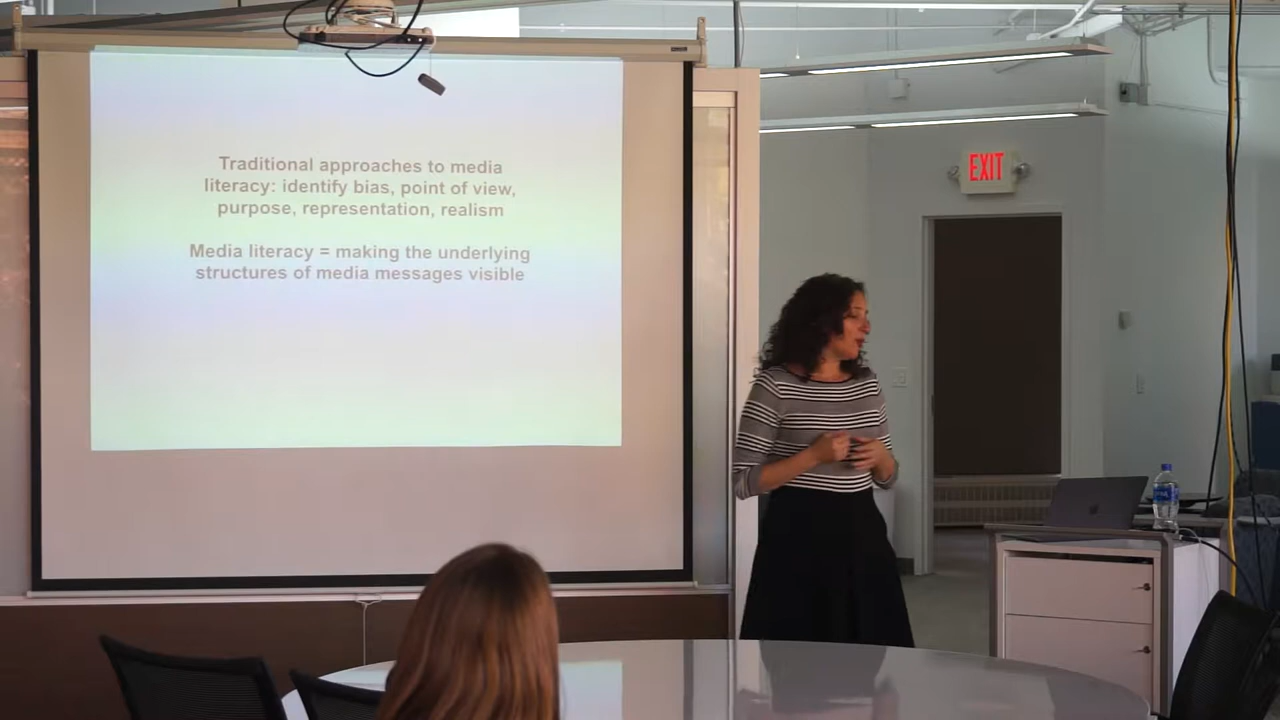 Traditional approaches to media
literacy: identify bias, point of view,
purpose, representation, realism
Media literacy = making the underlying
structures of media messages visible
EXIT